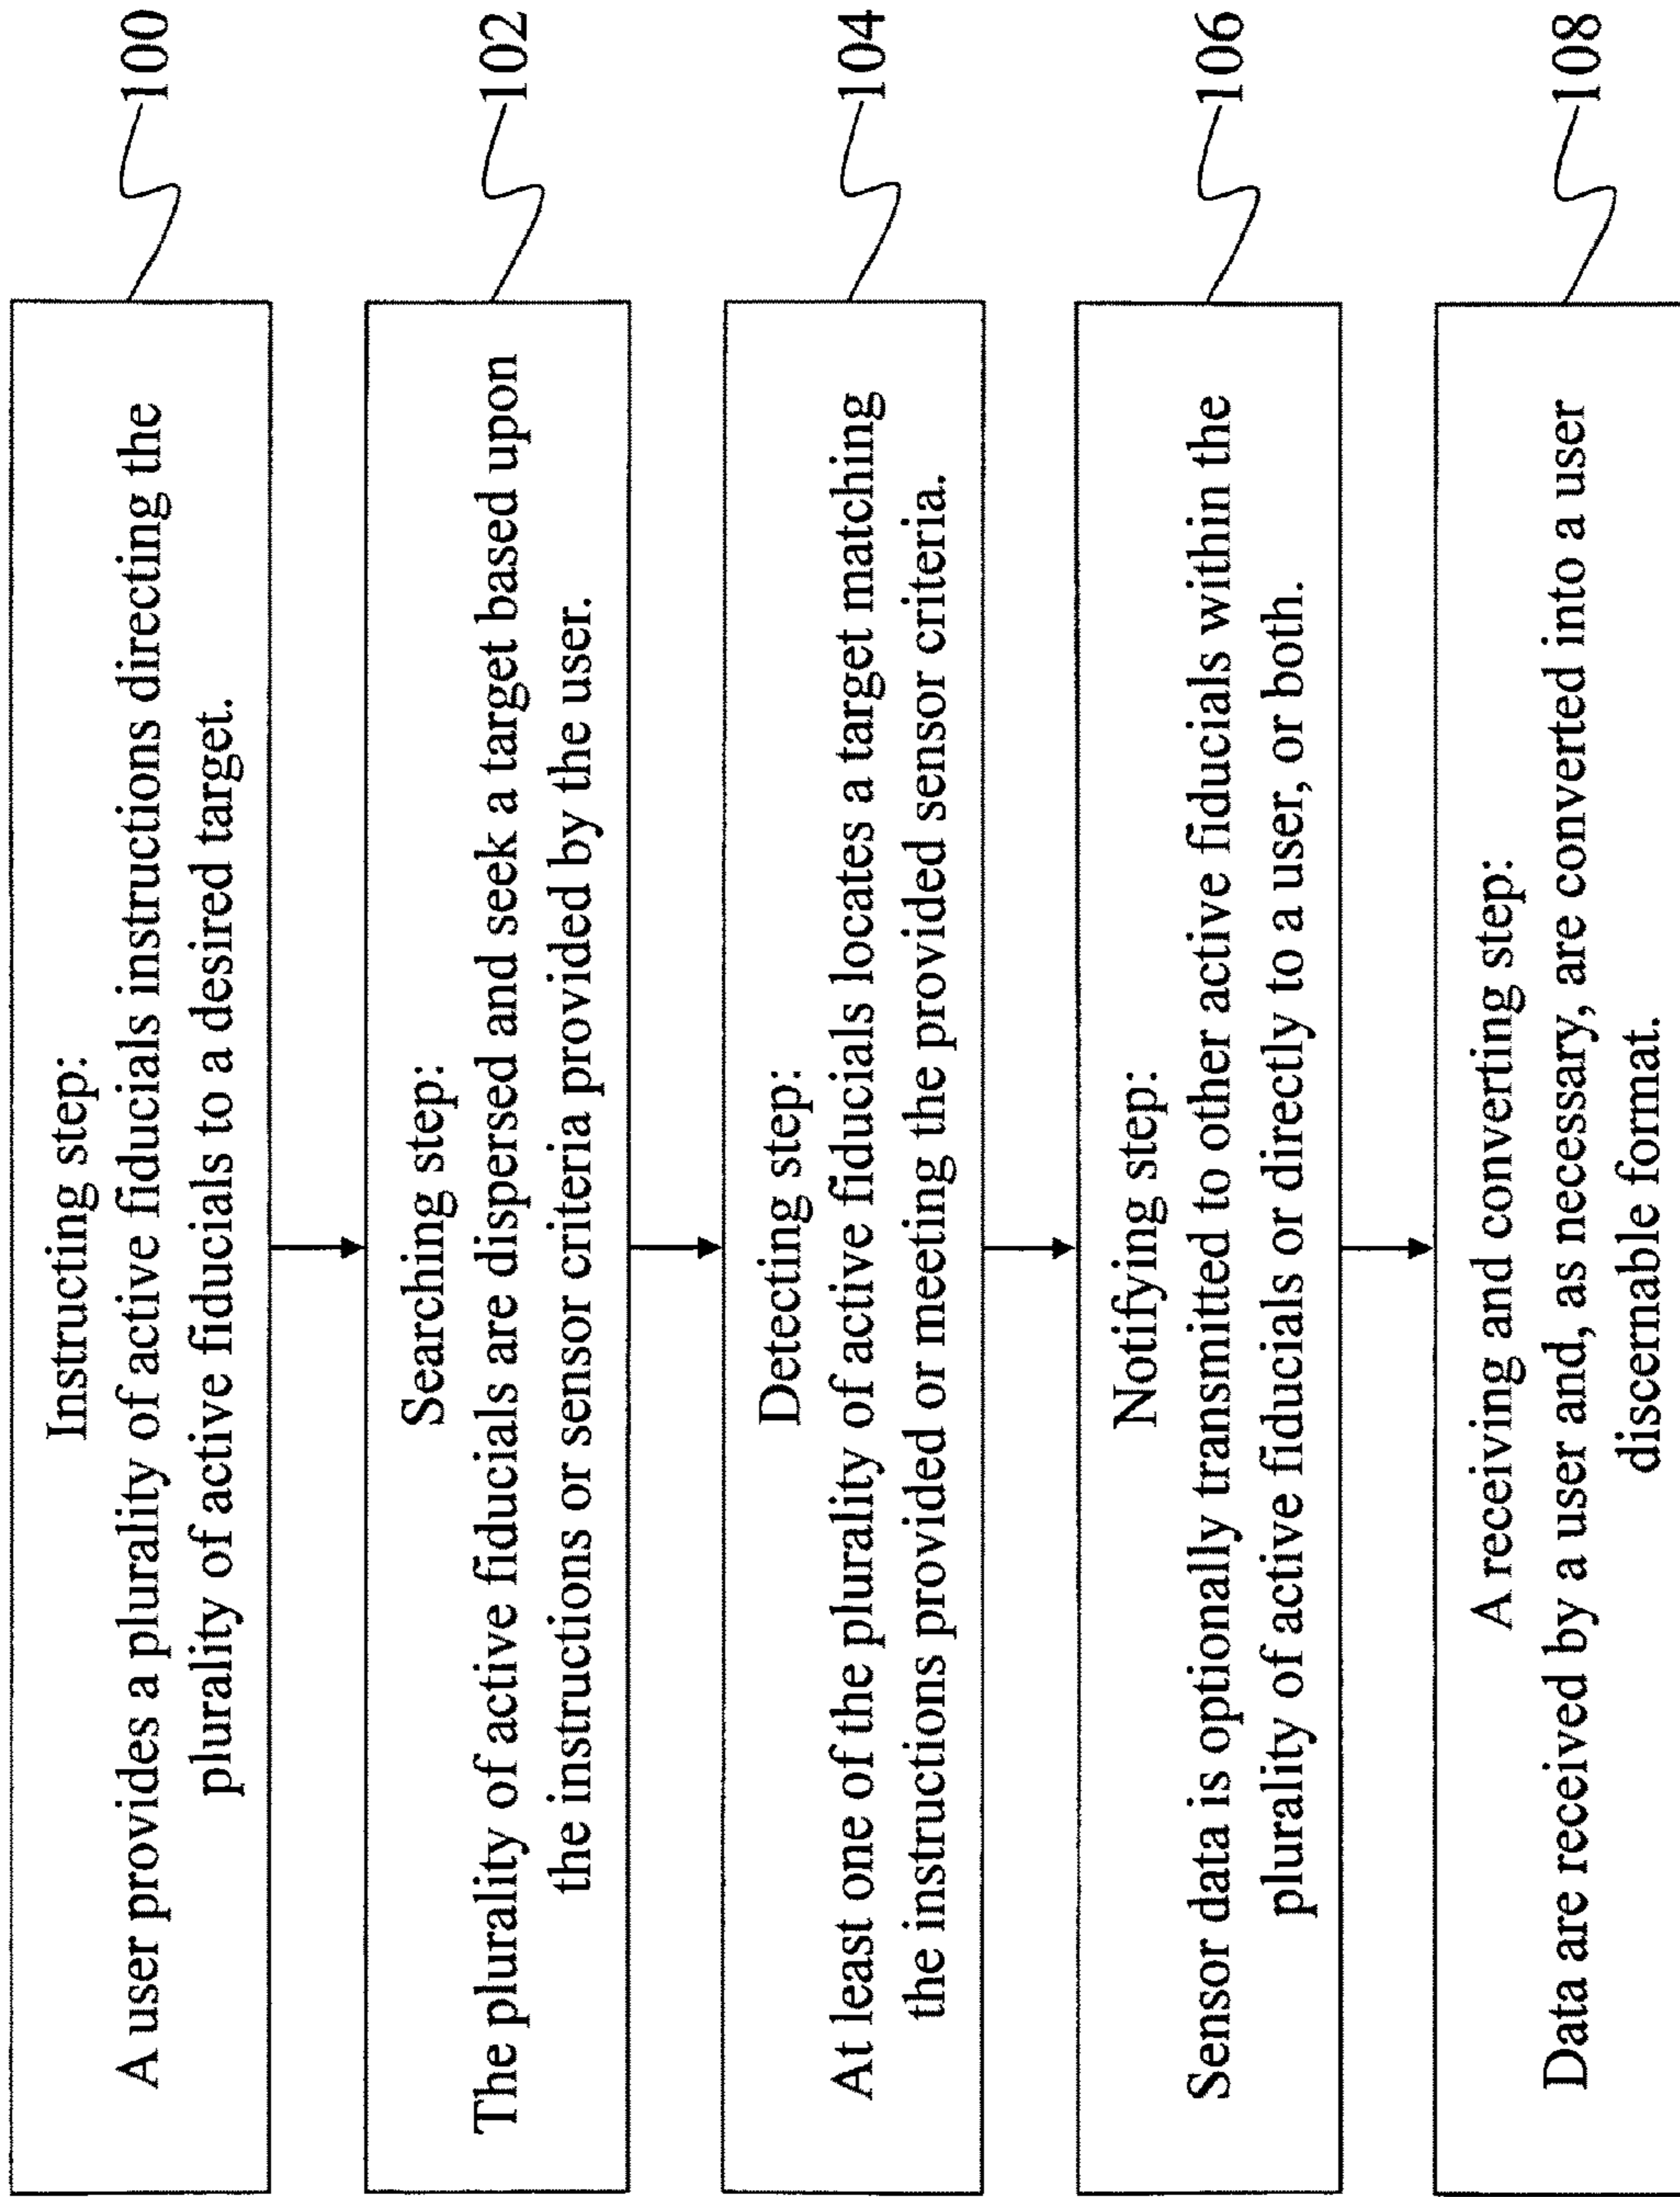 Instructing step:
A user provides a plurality of active fiducials instructions directing the
plurality of active fiducials to a desired target.
100
Searching step:
The plurality of active fiducials are dispersed and seek a target based upon
the instructions or sensor criteria provided by the user.
102
Detecting step:
At least one of the plurality of active fiducials locates a target matching
the instructions provided or meeting the provided sensor criteria.
104
Notifying step:
Sensor data is optionally transmitted to other active fiducials within the
plurality of active fiducials or directly to a user, or both.
106
A receiving and converting step:
Data are received by a user and, as necessary, are converted into a user
discernable format.
108